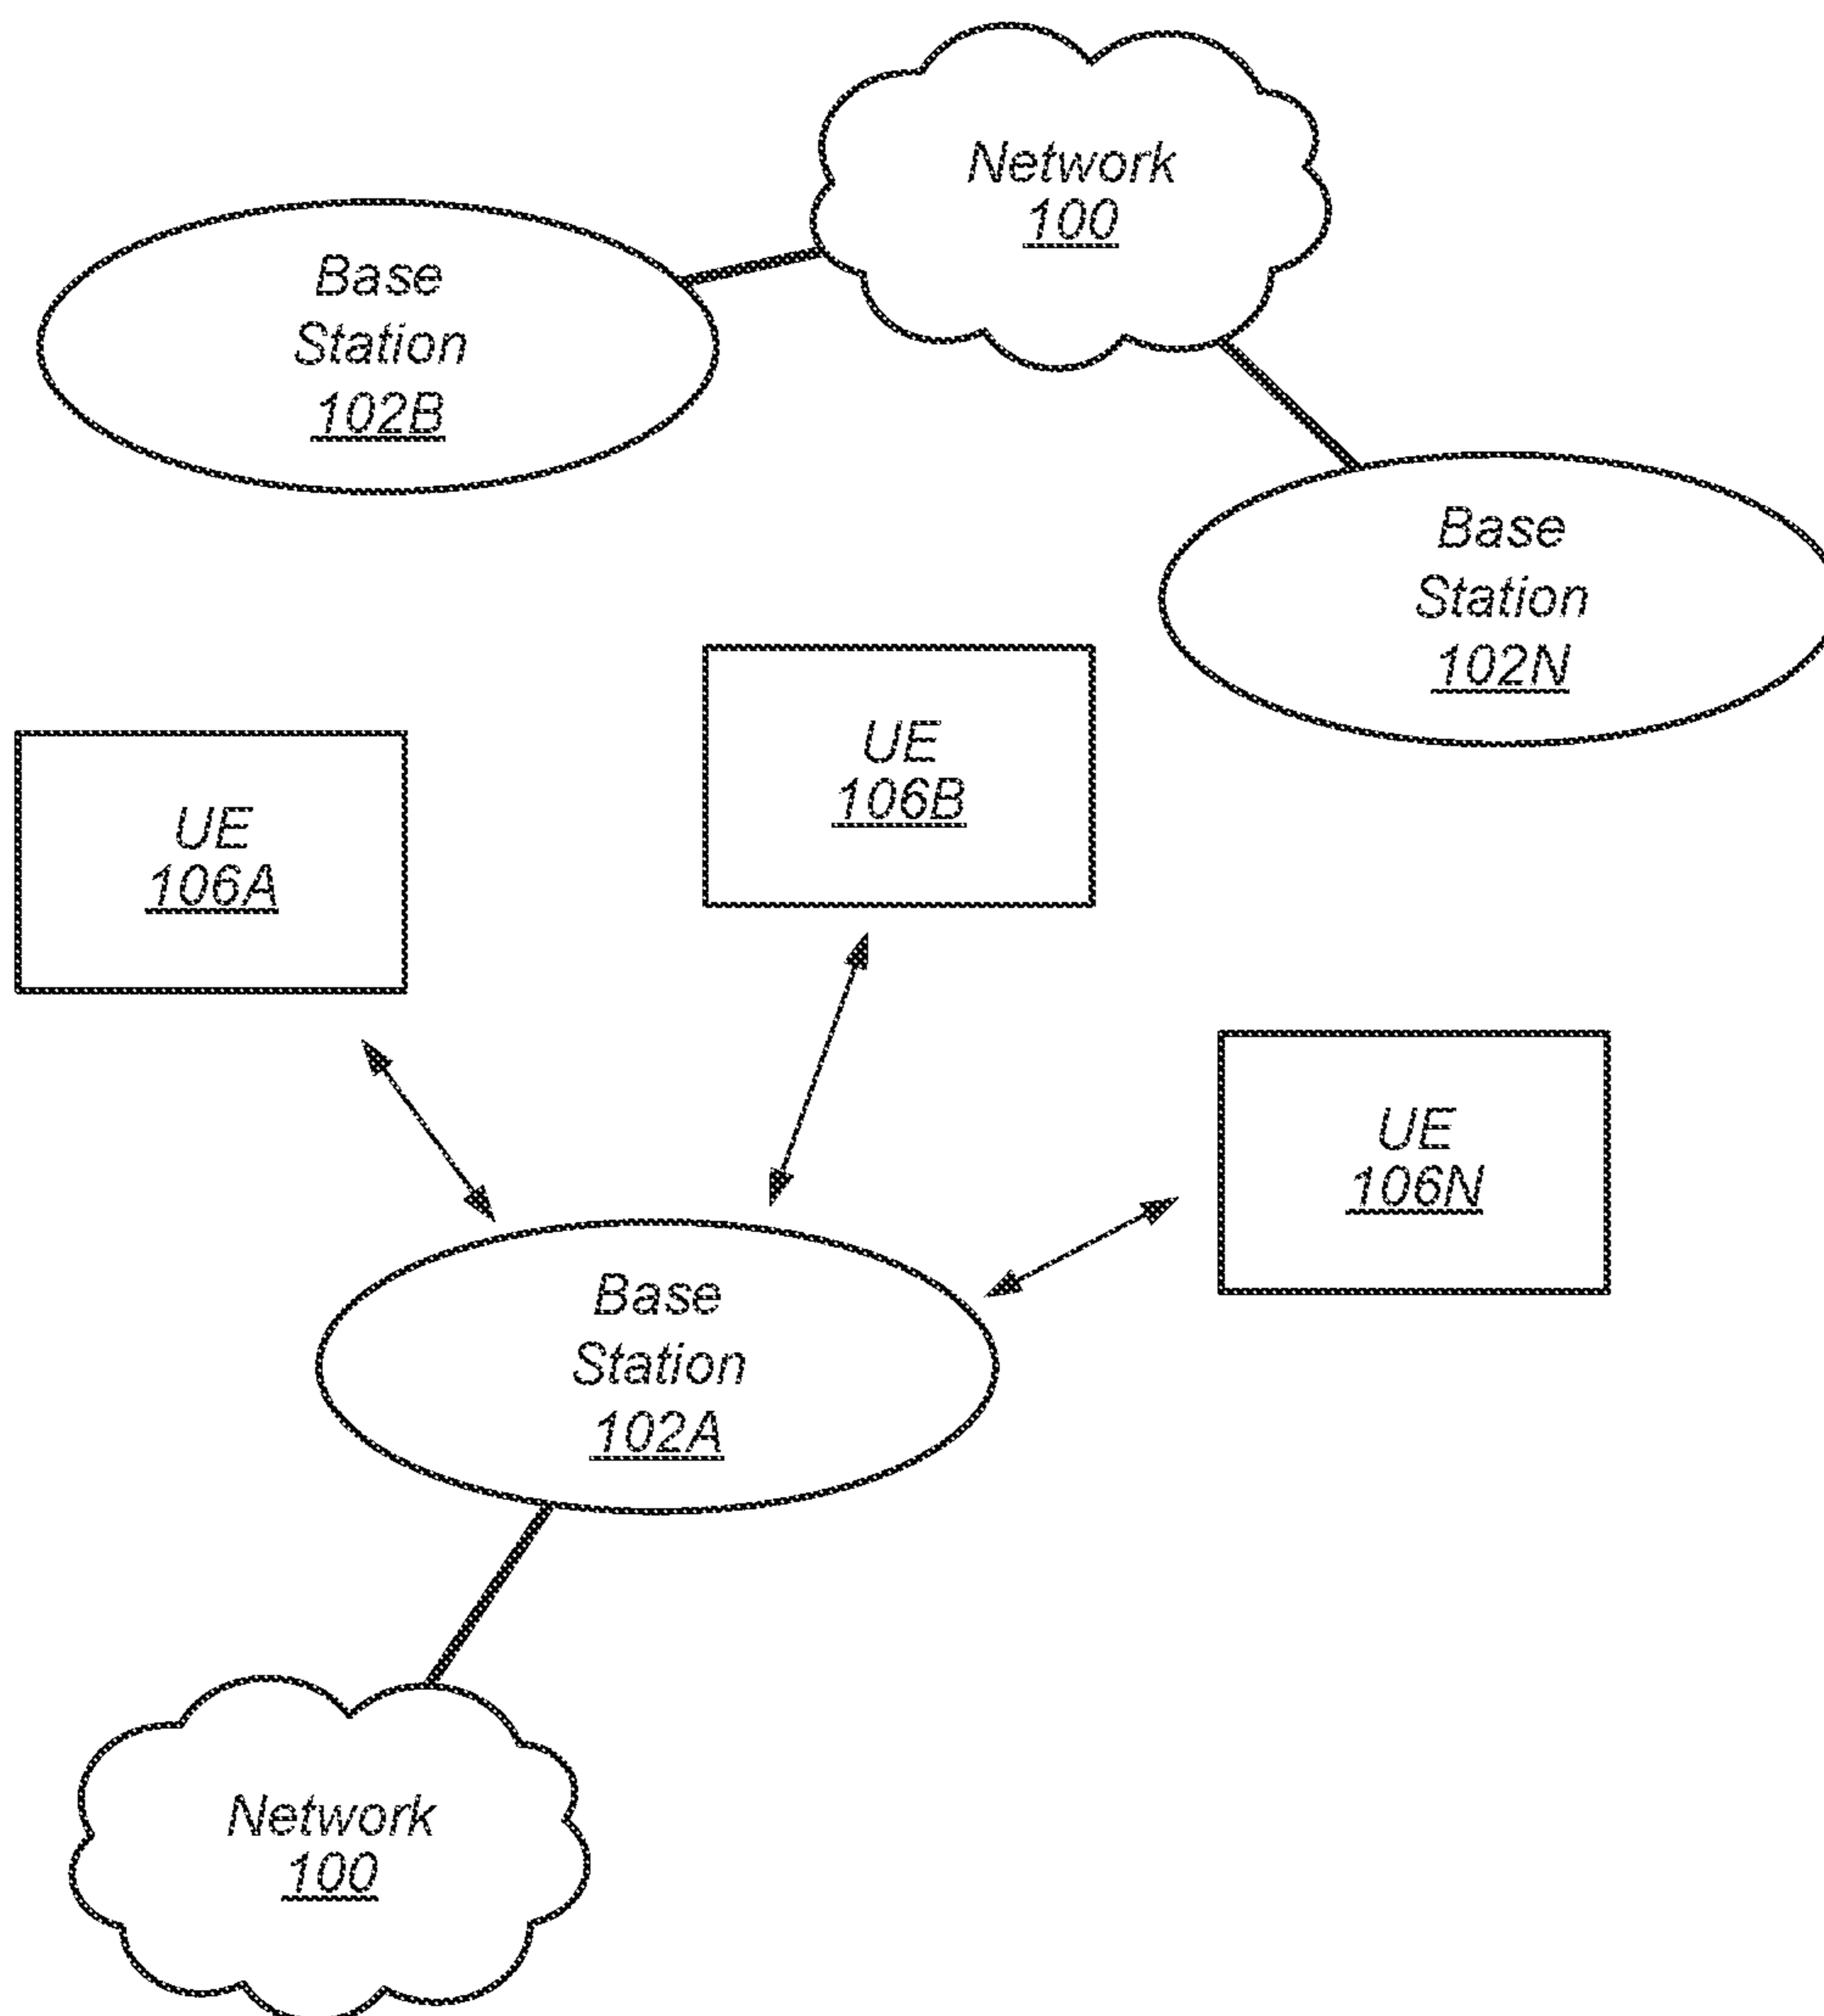 Network
100
Base
Station
102B
Base
Station
102N
UE
106B
UE
106A
UE
106N
Base
Station
102A
Network
100